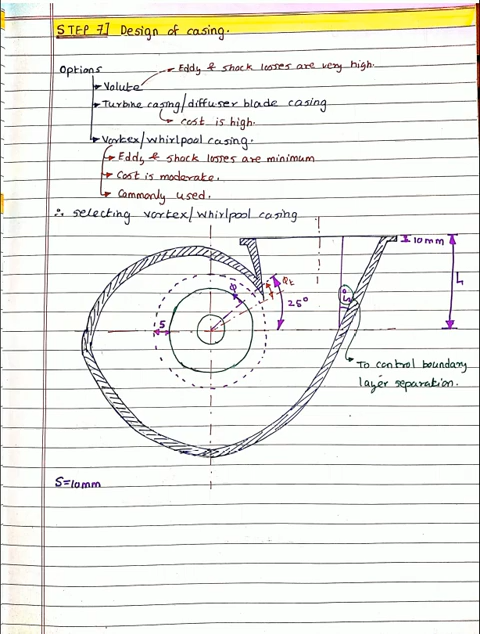 STEP 7] Design of casing.
Options
→ Eddy & shock losses are very high.
→ Volute
→ Turbine casing/diffuser blade casing
→ cost is high.
→ Vortex/whirlpool casing.
→ Eddy & shock losses are minimum
→ Cost is moderate.
→ Commonly used.
∴ selecting vortex/whirlpool casing
10mm
L
25°
5°
S
To control boundary
layer separation.
S=10mm